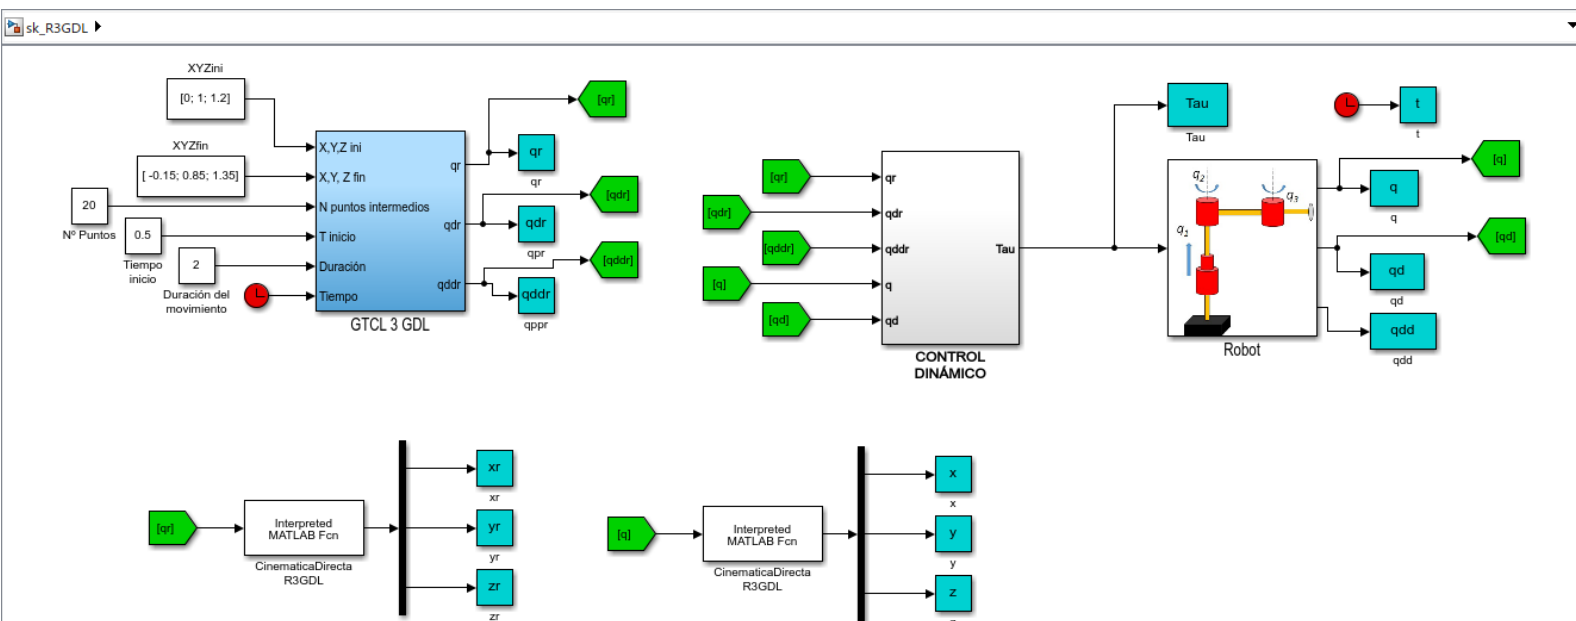 sk_R3GDL
XYZini
[0; 1; 1.2]
XYZfin
[ -0.15; 0.85; 1.35]
20
Nº Puntos
0.5
Tiempo
inicio
2
Duración del
movimiento
X,Y,Z ini
X,Y, Z fin
N puntos intermedios
T inicio
Duración
Tiempo
qr
qdr
qddr
GTCL 3 GDL
[qr]
qr
qr
[qdr]
qdr
qpr
[qddr]
qddr
qppr
[qr]
[qdr]
[qddr]
[q]
[qd]
qr
qdr
qddr
q
qd
Tau
CONTROL
DINÁMICO
Tau
Tau
q2
q3
q1
Robot
t
t
[q]
q
q
[qd]
qd
qd
qdd
qdd
[qr]
Interpreted
MATLAB Fcn
CinematicaDirecta
R3GDL
xr
xr
yr
yr
zr
zr
[q]
Interpreted
MATLAB Fcn
CinematicaDirecta
R3GDL
x
x
y
y
z